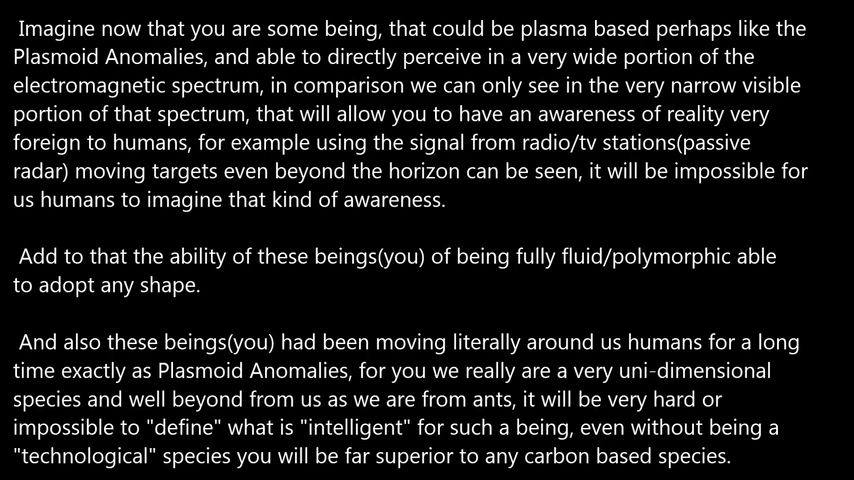 Imagine now that you are some being, that could be plasma based perhaps like the
Plasmoid Anomalies, and able to directly perceive in a very wide portion of the
electromagnetic spectrum, in comparison we can only see in the very narrow visible
portion of that spectrum, that will allow you to have an awareness of reality very
foreign to humans, for example using the signal from radio/tv stations(passive
radar) moving targets even beyond the horizon can be seen, it will be impossible for
us humans to imagine that kind of awareness.
Add to that the ability of these beings(you) of being fully fluid/polymorphic able
to adopt any shape.
And also these beings(you) had been moving literally around us humans for a long
time exactly as Plasmoid Anomalies, for you we really are a very uni-dimensional
species and well beyond from us as we are from ants, it will be very hard or
impossible to "define" what is "intelligent" for such a being, even without being a
"technological" species you will be far superior to any carbon based species.